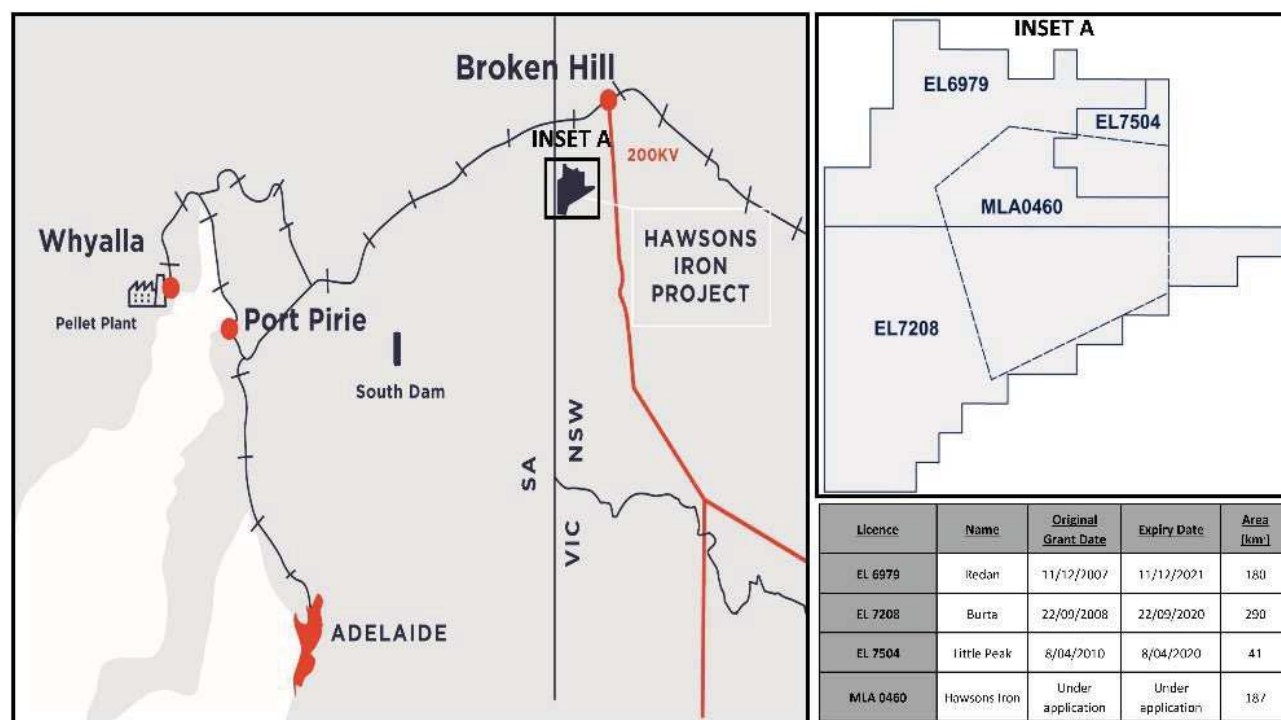 Broken Hill
INSET A
200KV
Whyalla
Pellet Plant
Port Pirie
South Dam
HAWSONS
IRON
PROJECT
SA
NSW
VIC
ADELAIDE
INSET A
EL6979
EL7504
MLA0460
EL7208
Licence Name Original Grant Date Expiry Date Area [km²]
EL 6979 Redan 11/12/2007 11/12/2021 180
EL 7208 Burta 22/09/2008 22/09/2020 290
EL 7504 Little Peak 8/04/2010 8/04/2020 41
MLA 0460 Hawsons Iron Under application Under application 187